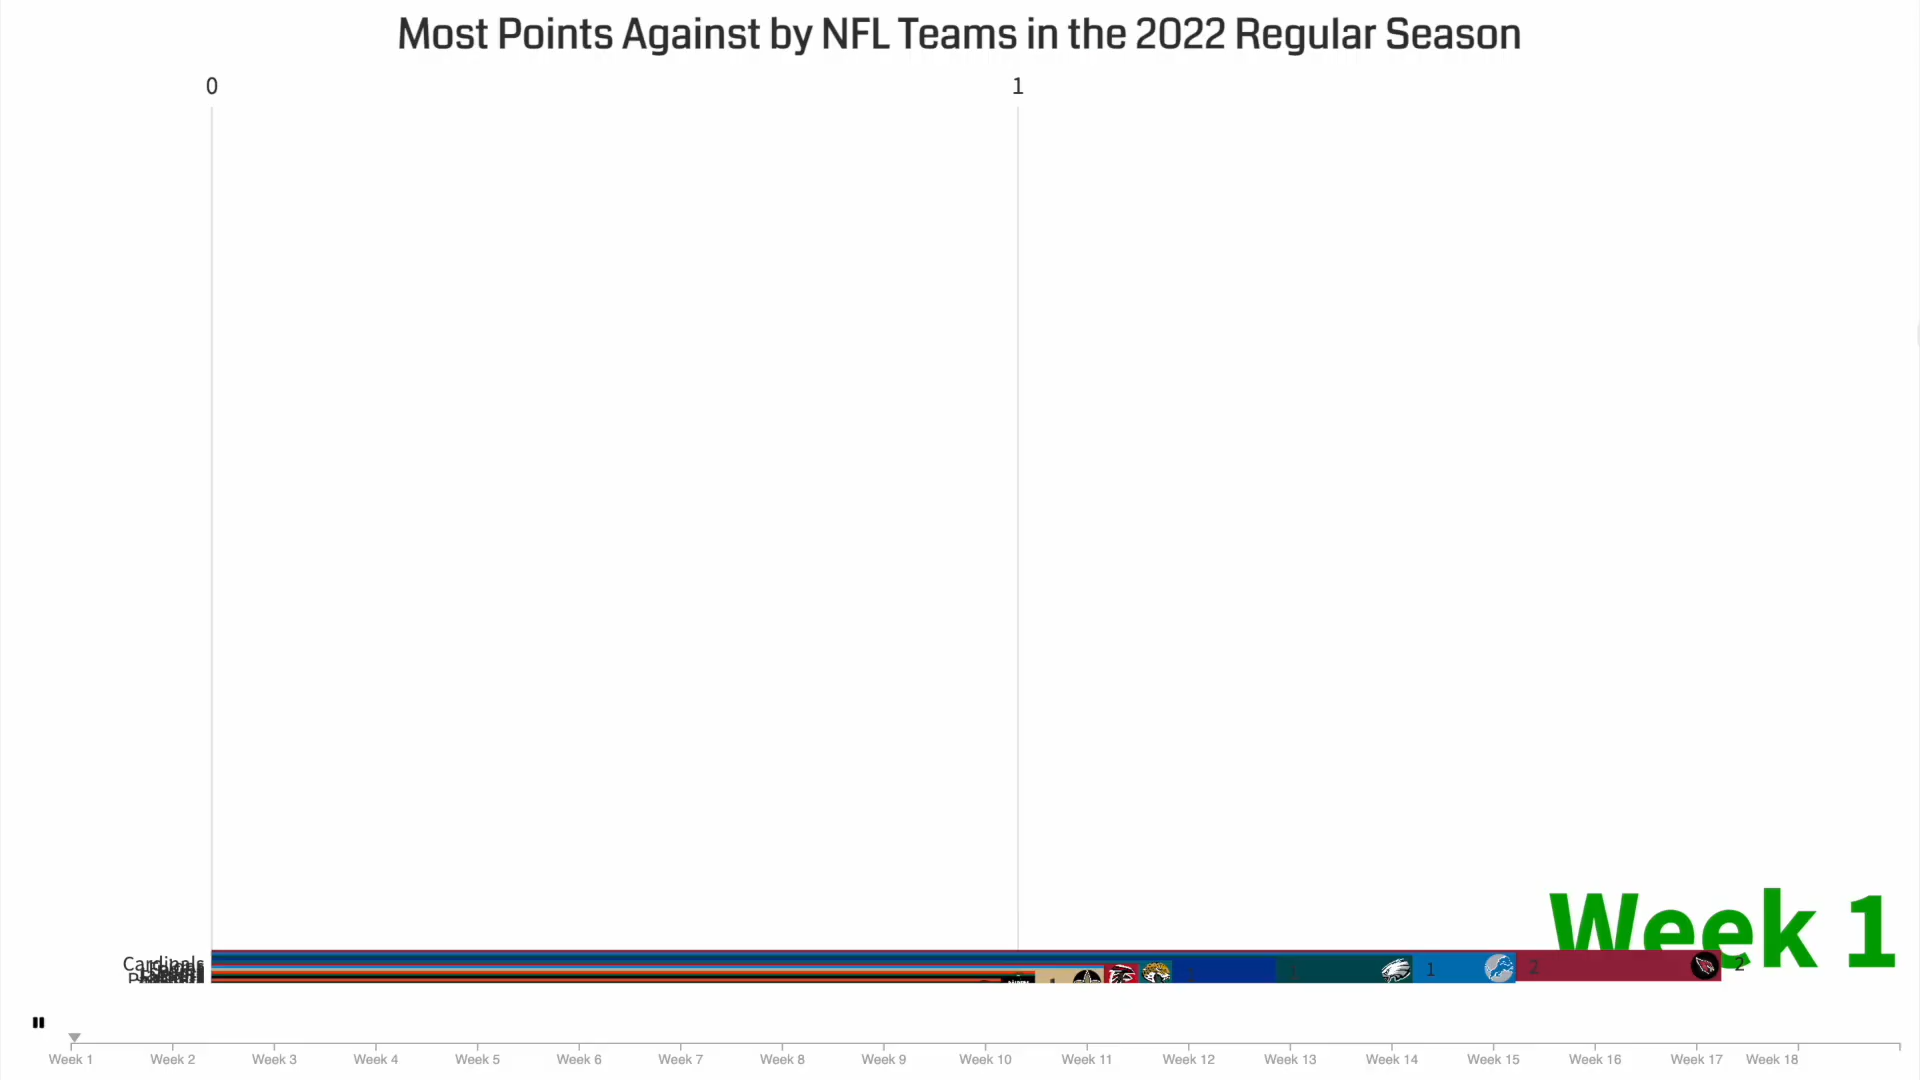 Most Points Against by NFL Teams in the 2022 Regular Season
0 1
Week 1
Cardinals
2
1 2
Week 1 Week 2 Week 3 Week 4 Week 5 Week 6 Week 7 Week 8 Week 9 Week 10 Week 11 Week 12 Week 13 Week 14 Week 15 Week 16 Week 17 Week 18